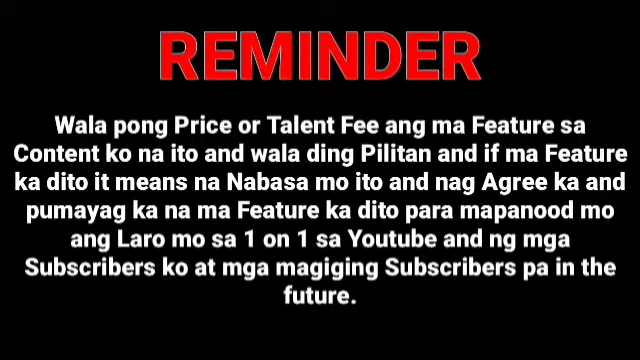 REMINDER
Wala pong Price or Talent Fee ang ma Feature sa
Content ko na ito and wala ding Pilitan and if ma Feature
ka dito it means na Nabasa mo ito and nag Agree ka and
pumayag ka na ma Feature ka dito para mapanood mo
ang Laro mo sa 1 on 1 sa Youtube and ng mga
Subscribers ko at mga magiging Subscribers pa in the
future.